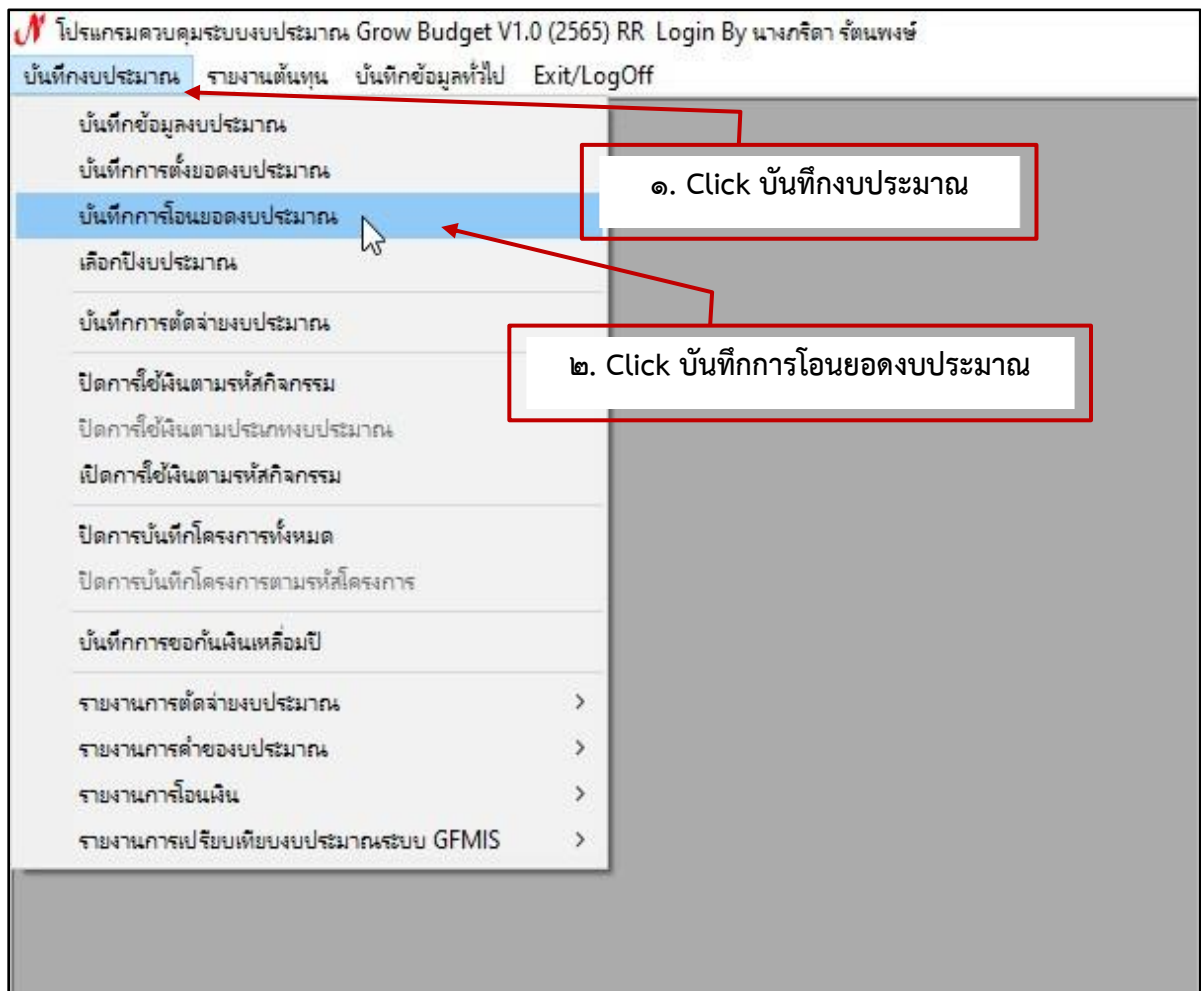 โปรแกรมควบคุมระบบงบประมาณ Grow Budget V1.0 (2565) RR Login By นางภริดา รัตนพงษ์
บันทึกงบประมาณ รายงานต้นทุน บันทึกข้อมูลทั่วไป Exit/LogOff
บันทึกข้อมูลงบประมาณ
บันทึกการตั้งยอดงบประมาณ
๑. Click บันทึกงบประมาณ
บันทึกการโอนยอดงบประมาณ
เลือกปีงบประมาณ
บันทึกการตัดจ่ายงบประมาณ
๒. Click บันทึกการโอนยอดงบประมาณ
ปิดการใช้เงินตามรหัสกิจกรรม
ปิดการใช้เงินตามประเภทงบประมาณ
เปิดการใช้เงินตามรหัสกิจกรรม
ปิดการบันทึกโครงการทั้งหมด
ปิดการบันทึกโครงการตามรหัสโครงการ
บันทึกการขอกันเงินเหลื่อมปี
รายงานการตัดจ่ายงบประมาณ
รายงานการคำของบประมาณ
รายงานการโอนเงิน
รายงานการเปรียบเทียบงบประมาณระบบ GFMIS